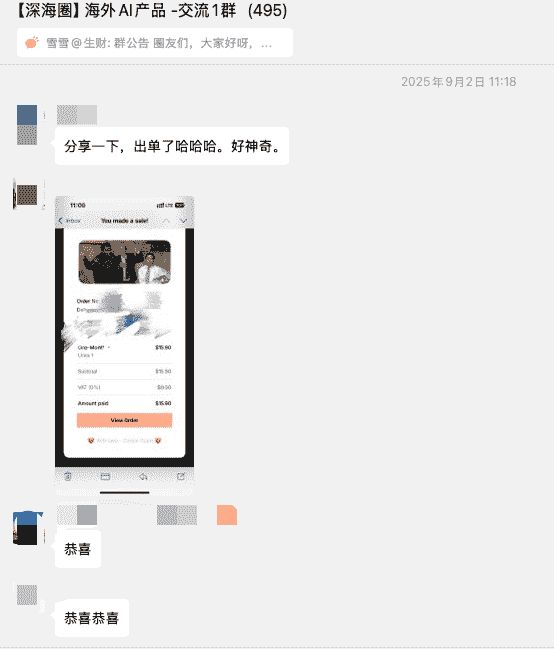 【深海圈】海外AI产品 -交流1群 (495)
雪雪@生财: 群公告 圈友们，大家好呀，...
2025年9月2日 11:18
分享一下，出单了哈哈哈。好神奇。
Inbox
You made a sale!
Order No
One-Month
$15.90
Units 1
Subtotal
$15.90
VAT (0%)
Amount paid
$15.90
View Order
恭喜
恭喜恭喜